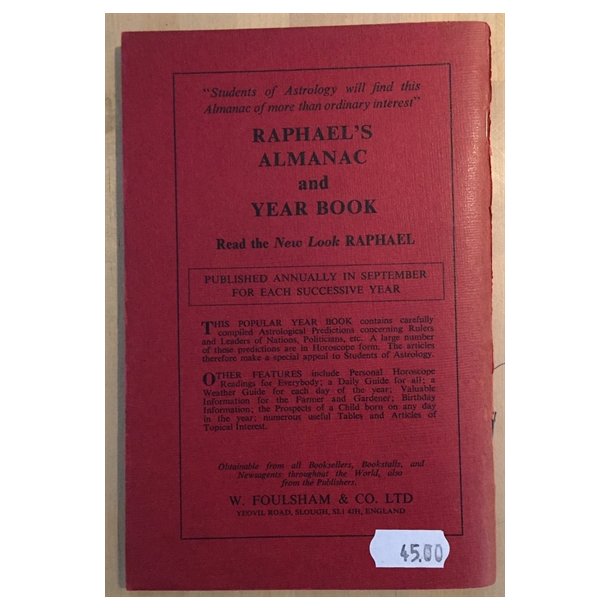 "Students of Astrology will find this
Almanac of more than ordinary interest"
RAPHAEL'S
ALMANAC
and
YEAR BOOK
Read the New Look RAPHAEL
PUBLISHED ANNUALLY IN SEPTEMBER
FOR EACH SUCCESSIVE YEAR
THIS POPULAR YEAR BOOK contains carefully
compiled Astrological Predictions concerning Rulers
and Leaders of Nations, Politicians, etc. A large number
of these predictions are in Horoscope form. The articles
therefore make a special appeal to Students of Astrology.
OTHER FEATURES include Personal Horoscope
Readings for Everybody; a Daily Guide for all; a
Weather Guide for each day of the year; Valuable
Information for the Farmer and Gardener; Birthday
Information; the Prospects of a Child born on any day
in the year; numerous useful Tables and Articles of
Topical Interest.
Obtainable from all Booksellers, Bookstalls, and
Newsagents throughout the World, also
from the Publishers.
W. FOULSHAM & CO. LTD
YEOVIL ROAD, SLOUGH, SL1 4JH, ENGLAND
45.00